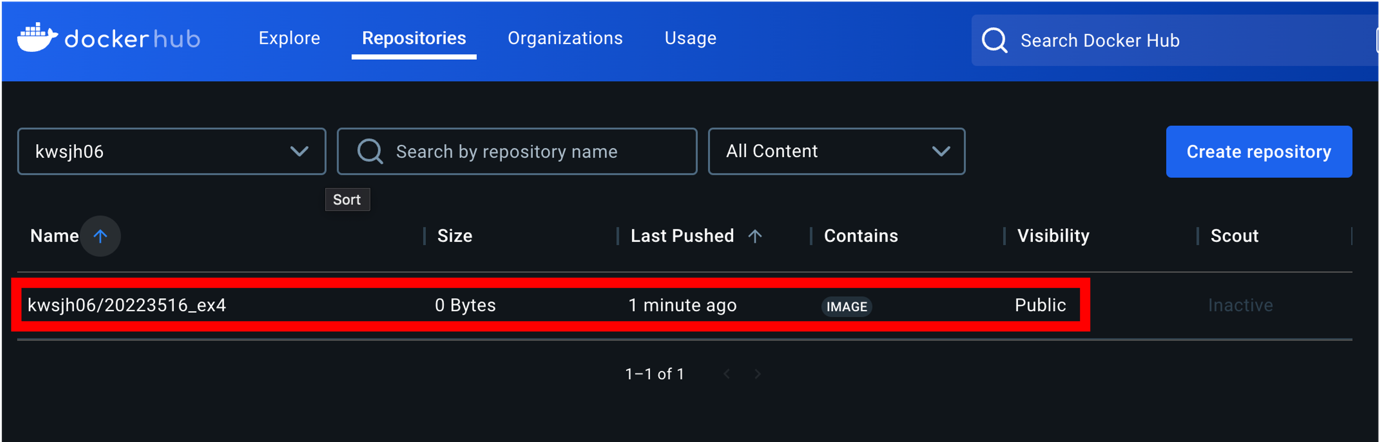 dockerhub Explore Repositories Organizations Usage Search Docker Hub
kwsjh06 Search by repository name All Content Create repository
Sort
Name Size Last Pushed Contains Visibility Scout
kwsjh06/20223516_ex4 0 Bytes 1 minute ago IMAGE Public Inactive
1–1 of 1